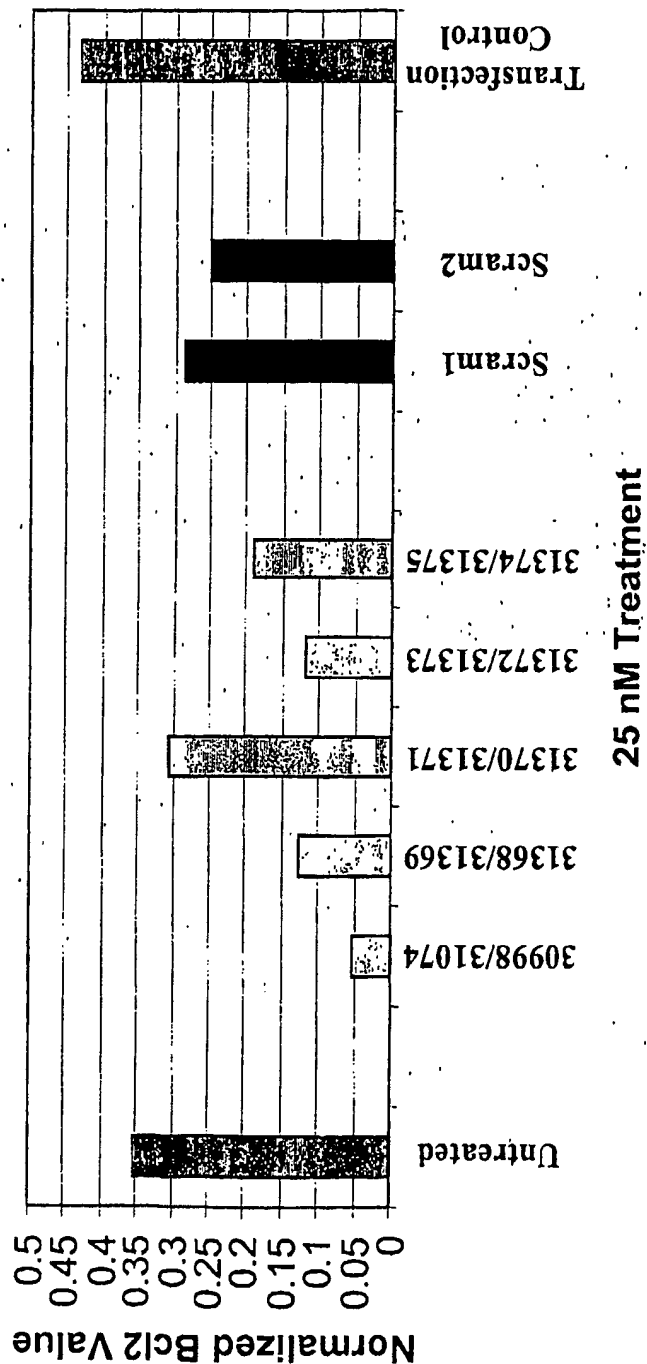 Normalized Bcl2 Value
0.5
0.45
0.4
0.35
0.3
0.25
0.2
0.15
0.1
0.05
0
Untreated
30998/31074
31368/31369
31370/31371
31372/31373
31374/31375
Scram1
Scram2
Transfection
Control
25 nM Treatment